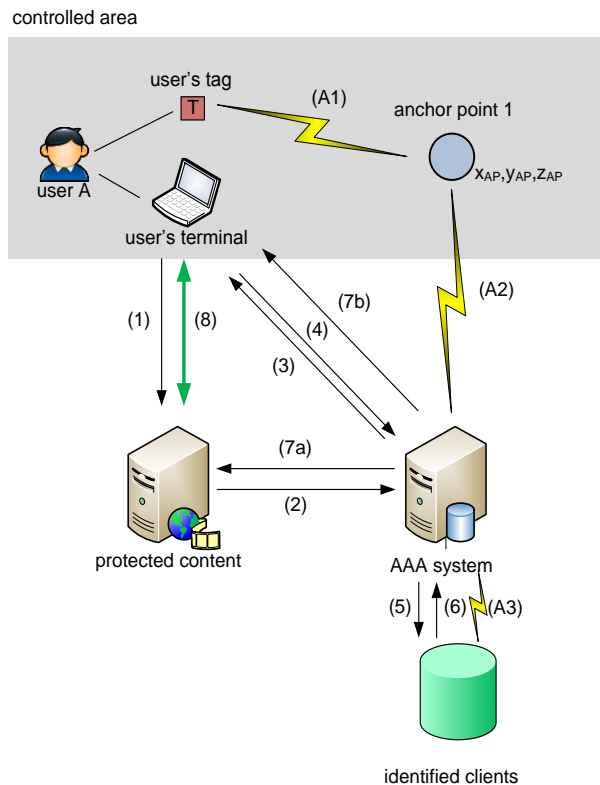 controlled area
user's tag
T
(A1)
anchor point 1
user A
xAP,yAP,zAP
user's terminal
(1)
(8)
(7b)
(4)
(3)
(A2)
(7a)
(2)
protected content
AAA system
(5)
(6)
(A3)
identified clients